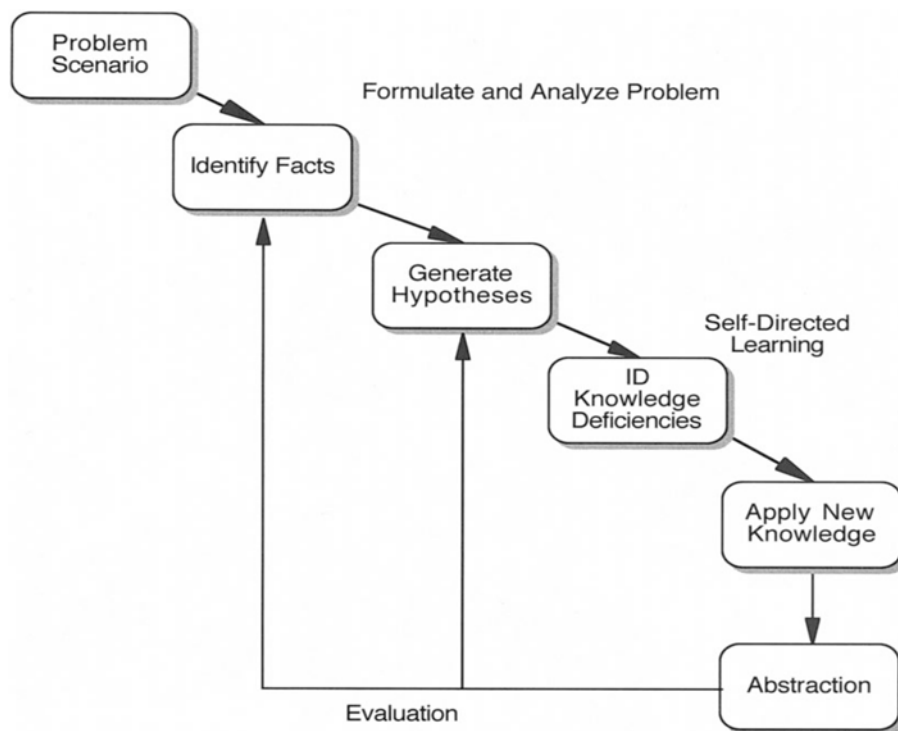 Problem
Scenario
Formulate and Analyze Problem
Identify Facts
Generate
Hypotheses
Self-Directed
Learning
ID
Knowledge
Deficiencies
Apply New
Knowledge
Abstraction
Evaluation